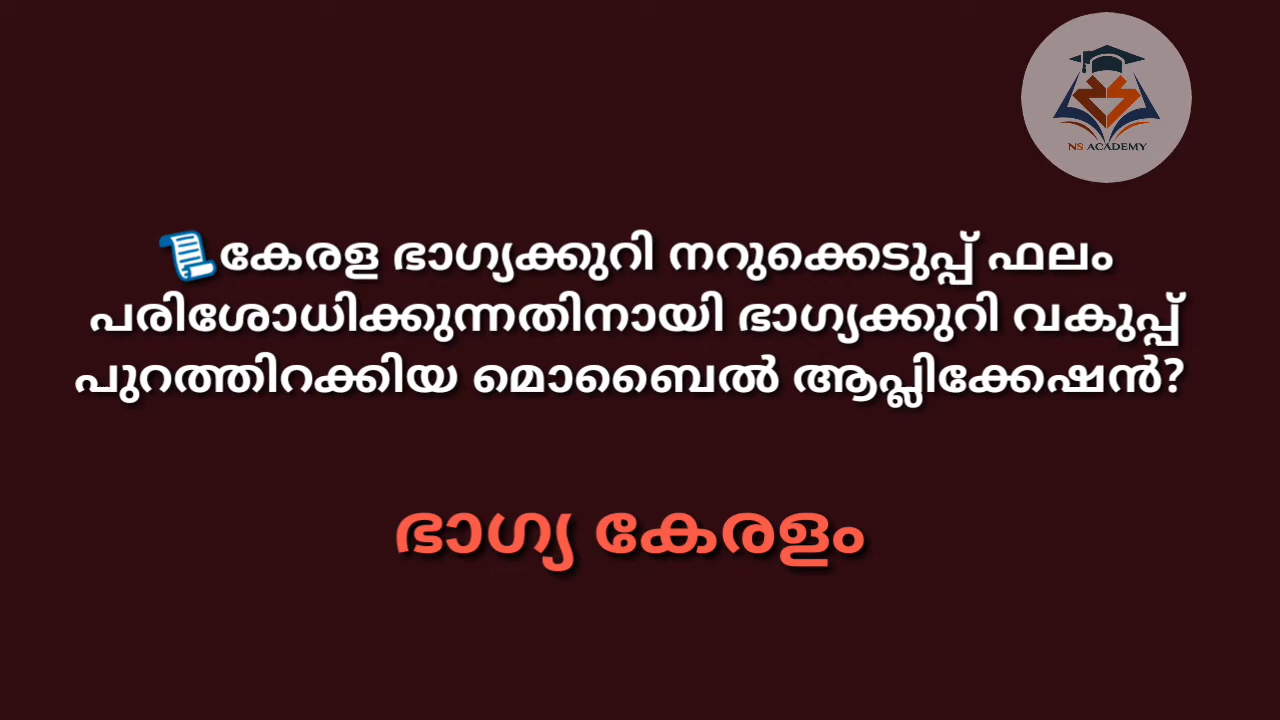 NS ACADEMY
📜കേരള ഭാഗ്യക്കുറി നറുക്കെടുപ്പ് ഫലം
പരിശോധിക്കുന്നതിനായി ഭാഗ്യക്കുറി വകുപ്പ്
പുറത്തിറക്കിയ മൊബൈൽ ആപ്ലിക്കേഷൻ?
ഭാഗ്യ കേരളം